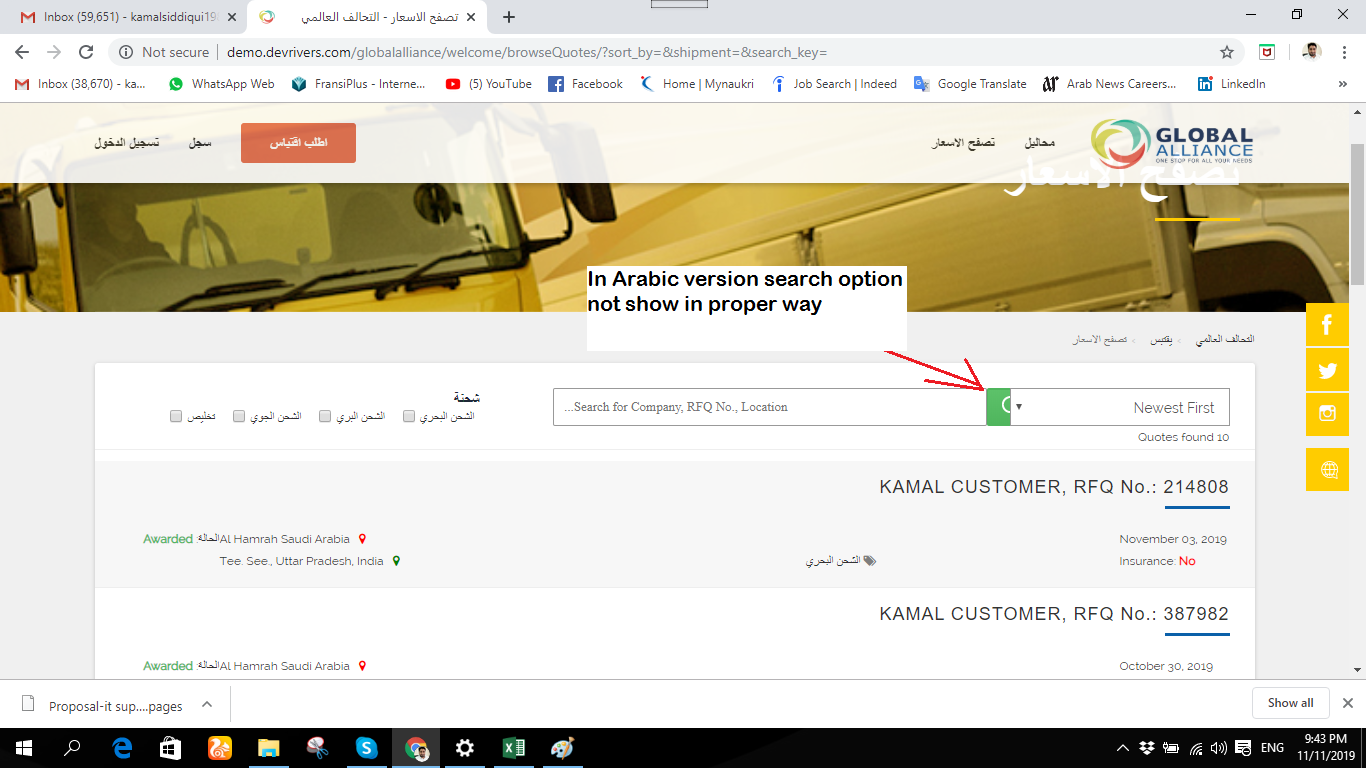 Inbox (59,651) - kamalsiddiqui19
تصفح الاسعار - التحالف العالمي
Not secure
demo.devrivers.com/globalalliance/welcome/browseQuotes/?sort_by=&shipment=&search_key=
Inbox (38,670) - ka...
WhatsApp Web
FransiPlus - Interne...
(5) YouTube
Facebook
Home | Mynaukri
Job Search | Indeed
Google Translate
Arab News Careers...
LinkedIn
GLOBAL
ALLIANCE
ONE STOP FOR ALL YOUR NEEDS
محاليل
تصفح الاسعار
اطلب اقتباس
سجل
تسجيل الدخول
تصفح الاسعار
In Arabic version search option
not show in proper way
التحالف العالمي
يقتبس
تصفح الاسعار
Newest First
...Search for Company, RFQ No., Location
شحنة
الشحن البحري
الشحن البري
الشحن الجوي
تخليص
Quotes found 10
KAMAL CUSTOMER, RFQ No.: 214808
November 03, 2019
Al Hamrah Saudi Arabia
الحالة: Awarded
Insurance: No
الشحن البحري
Tee. See., Uttar Pradesh, India
KAMAL CUSTOMER, RFQ No.: 387982
October 30, 2019
Al Hamrah Saudi Arabia
الحالة: Awarded
Proposal-it sup....pages
Show all
ENG
9:43 PM
11/11/2019